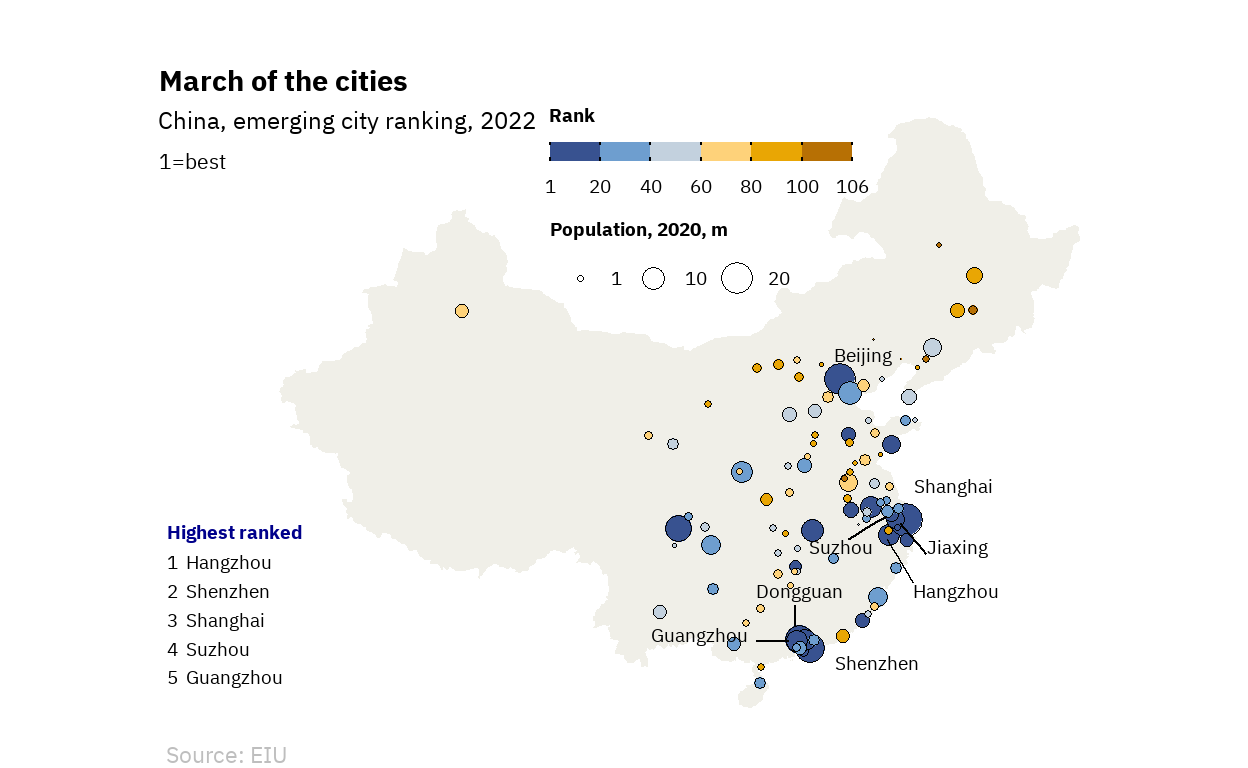 March of the cities
China, emerging city ranking, 2022
1=best
Rank
1 20 40 60 80 100 106
Population, 2020, m
1 10 20
Beijing
Shanghai
Suzhou
Jiaxing
Dongguan
Hangzhou
Guangzhou
Shenzhen
Highest ranked
1 Hangzhou
2 Shenzhen
3 Shanghai
4 Suzhou
5 Guangzhou
Source: EIU